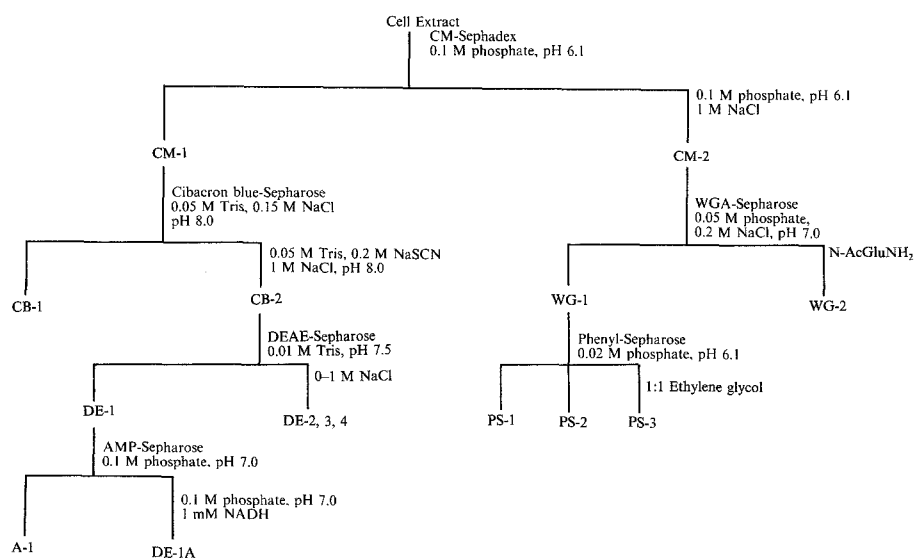 Cell Extract
CM-Sephadex
0.1 M phosphate, pH 6.1
0.1 M phosphate, pH 6.1
1 M NaCl
CM-1
CM-2
Cibacron blue-Sepharose
0.05 Tris, 0.15 M NaCl
pH 8.0
WGA-Sepharose
0.05 phosphate,
0.2 M NaCl, pH 7.0
0.05 M Tris, 0.2 M NaSCN
1 M NaCl, pH 8.0
N-AcGluNH2
CB-1
CB-2
WG-1
WG-2
DEAE-Sepharose
0.01 M Tris, pH 7.5
Phenyl-Sepharose
0.02 M phosphate, pH 6.1
0–1 M NaCl
1:1 Ethylene glycol
DE-1
DE-2, 3, 4
PS-1
PS-2
PS-3
AMP-Sepharose
0.1 M phosphate, pH 7.0
0.1 M phosphate, pH 7.0
1 mM NADH
A-1
DE-1A